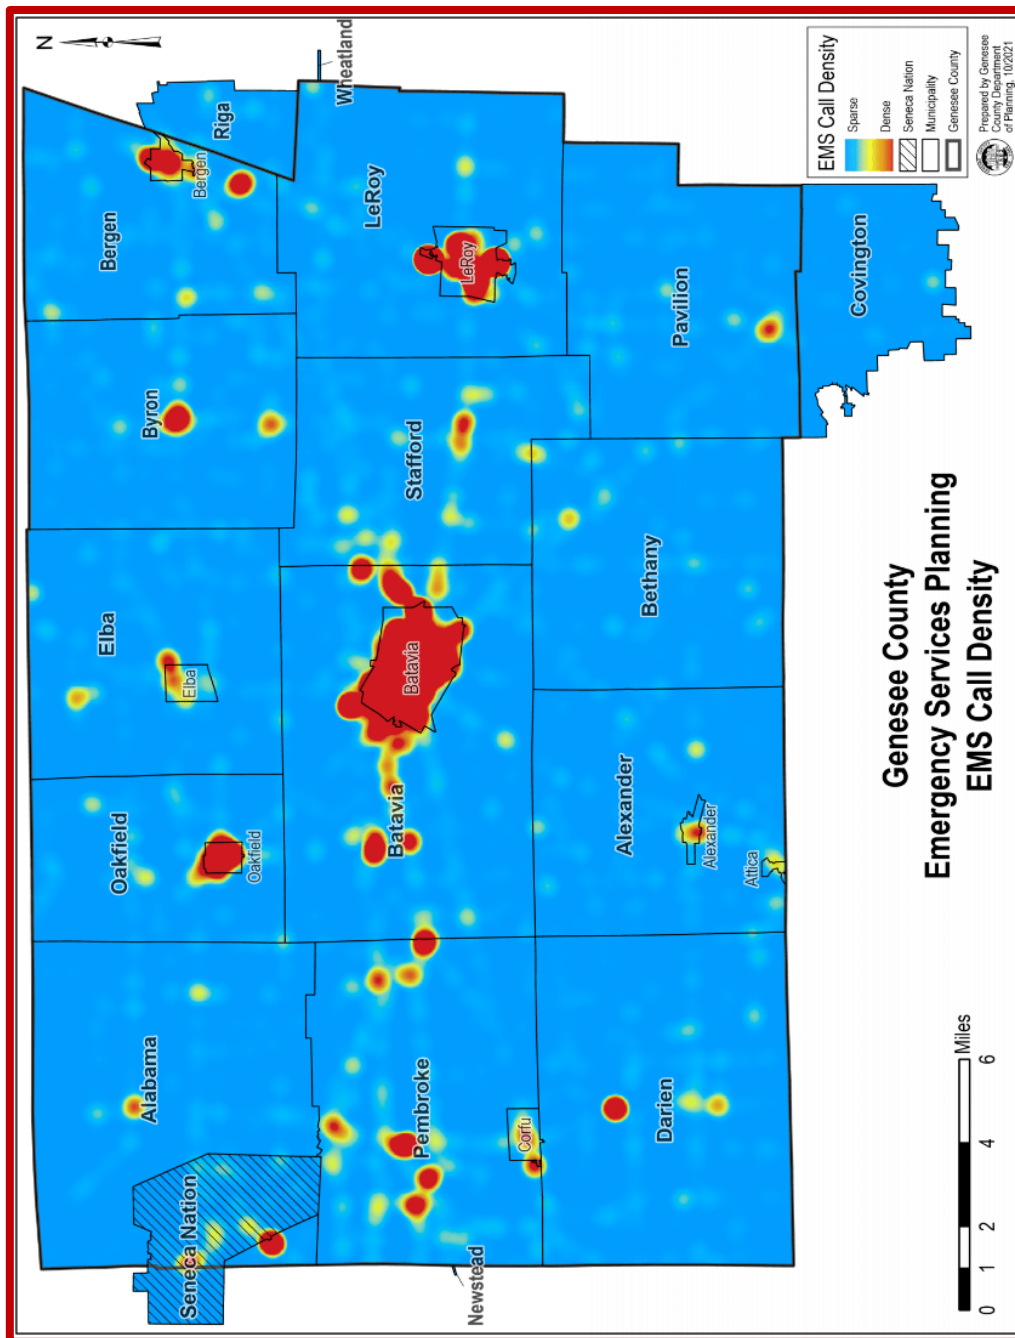 N
Elba
Bergen
Oakfield
Alabama
Byron
Seneca Nation
Elba
Bergen
Riga
Oakfield
Wheatland
LeRoy
Batavia
Batavia
Stafford
Pembroke
LeRoy
Newstead
Corfu
Alexander
Bethany
Darien
Pavilion
Alexander
Attica
Covington
Genesee County
Emergency Services Planning
EMS Call Density
Miles
0 1 2 4 6
EMS Call Density
Sparse
Dense
Seneca Nation
Municipality
Genesee County
Prepared by Genesee
County Department
of Planning, 10/2021